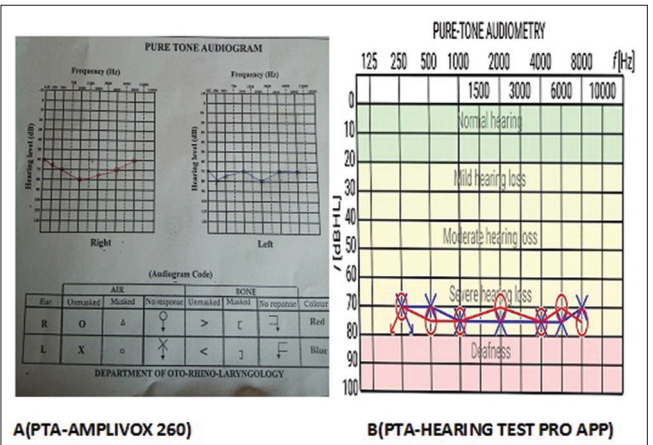 PURE TONE AUDIOGRAM
Frequency (Hz)
Frequency (Hz)
Hearing level (dB)
Hearing level (dB)
Right
Left
(Audiogram Code)
AIR BONE
Ear Unmasked Masked No response Unmasked Masked No reponse Colour
R O Δ > [ Red
L X □ < ] Blue
DEPARTMENT OF OTO-RHINO-LARYNGOLOGY
A(PTA-AMPLIVOX 260)
PURE-TONE AUDIOMETRY
125 250 500 1000 2000 4000 8000 f[Hz]
1500 3000 6000 10000
0
Normal hearing
10
20
Mild hearing loss
30
40
Moderate hearing loss
50
60
Severe hearing loss
70
80
Deafness
90
100
I [dBHL]
B(PTA-HEARING TEST PRO APP)